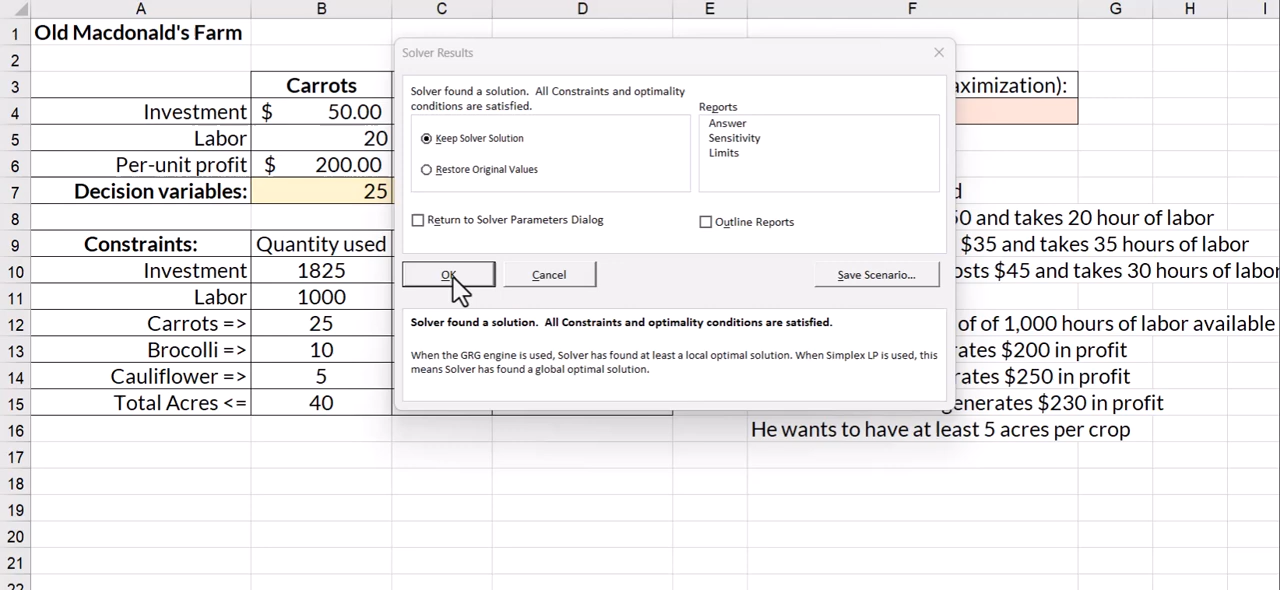 A B C D E F G H I
1 Old Macdonald's Farm
2
Solver Results
3 Carrots
4 Investment $ 50.00
5 Labor 20
6 Per-unit profit $ 200.00
7 Decision variables: 25
8
9 Constraints: Quantity used
10 Investment 1825
11 Labor 1000
12 Carrots => 25
13 Brocolli => 10
14 Cauliflower => 5
15 Total Acres <= 40
16
17
18
19
20
21
22
Solver found a solution. All Constraints and optimality
conditions are satisfied.
Keep Solver Solution
Restore Original Values
Reports
Answer
Sensitivity
Limits
Return to Solver Parameters Dialog
Outline Reports
OK Cancel Save Scenario...
Solver found a solution. All Constraints and optimality conditions are satisfied.
When the GRG engine is used, Solver has found at least a local optimal solution. When Simplex LP is used, this
means Solver has found a global optimal solution.
aximization):
d
50 and takes 20 hour of labor
$35 and takes 35 hours of labor
osts $45 and takes 30 hours of labor
of of 1,000 hours of labor available
rates $200 in profit
rates $250 in profit
generates $230 in profit
He wants to have at least 5 acres per crop